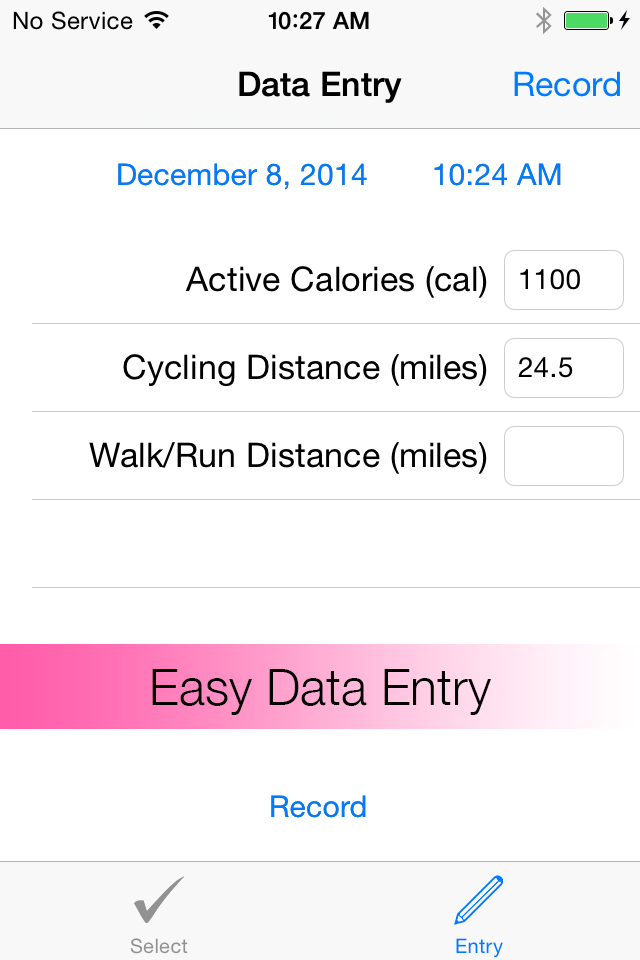 No Service 10:27 AM
Data Entry Record
December 8, 2014 10:24 AM
Active Calories (cal) 1100
Cycling Distance (miles) 24.5
Walk/Run Distance (miles)
Easy Data Entry
Record
Select Entry